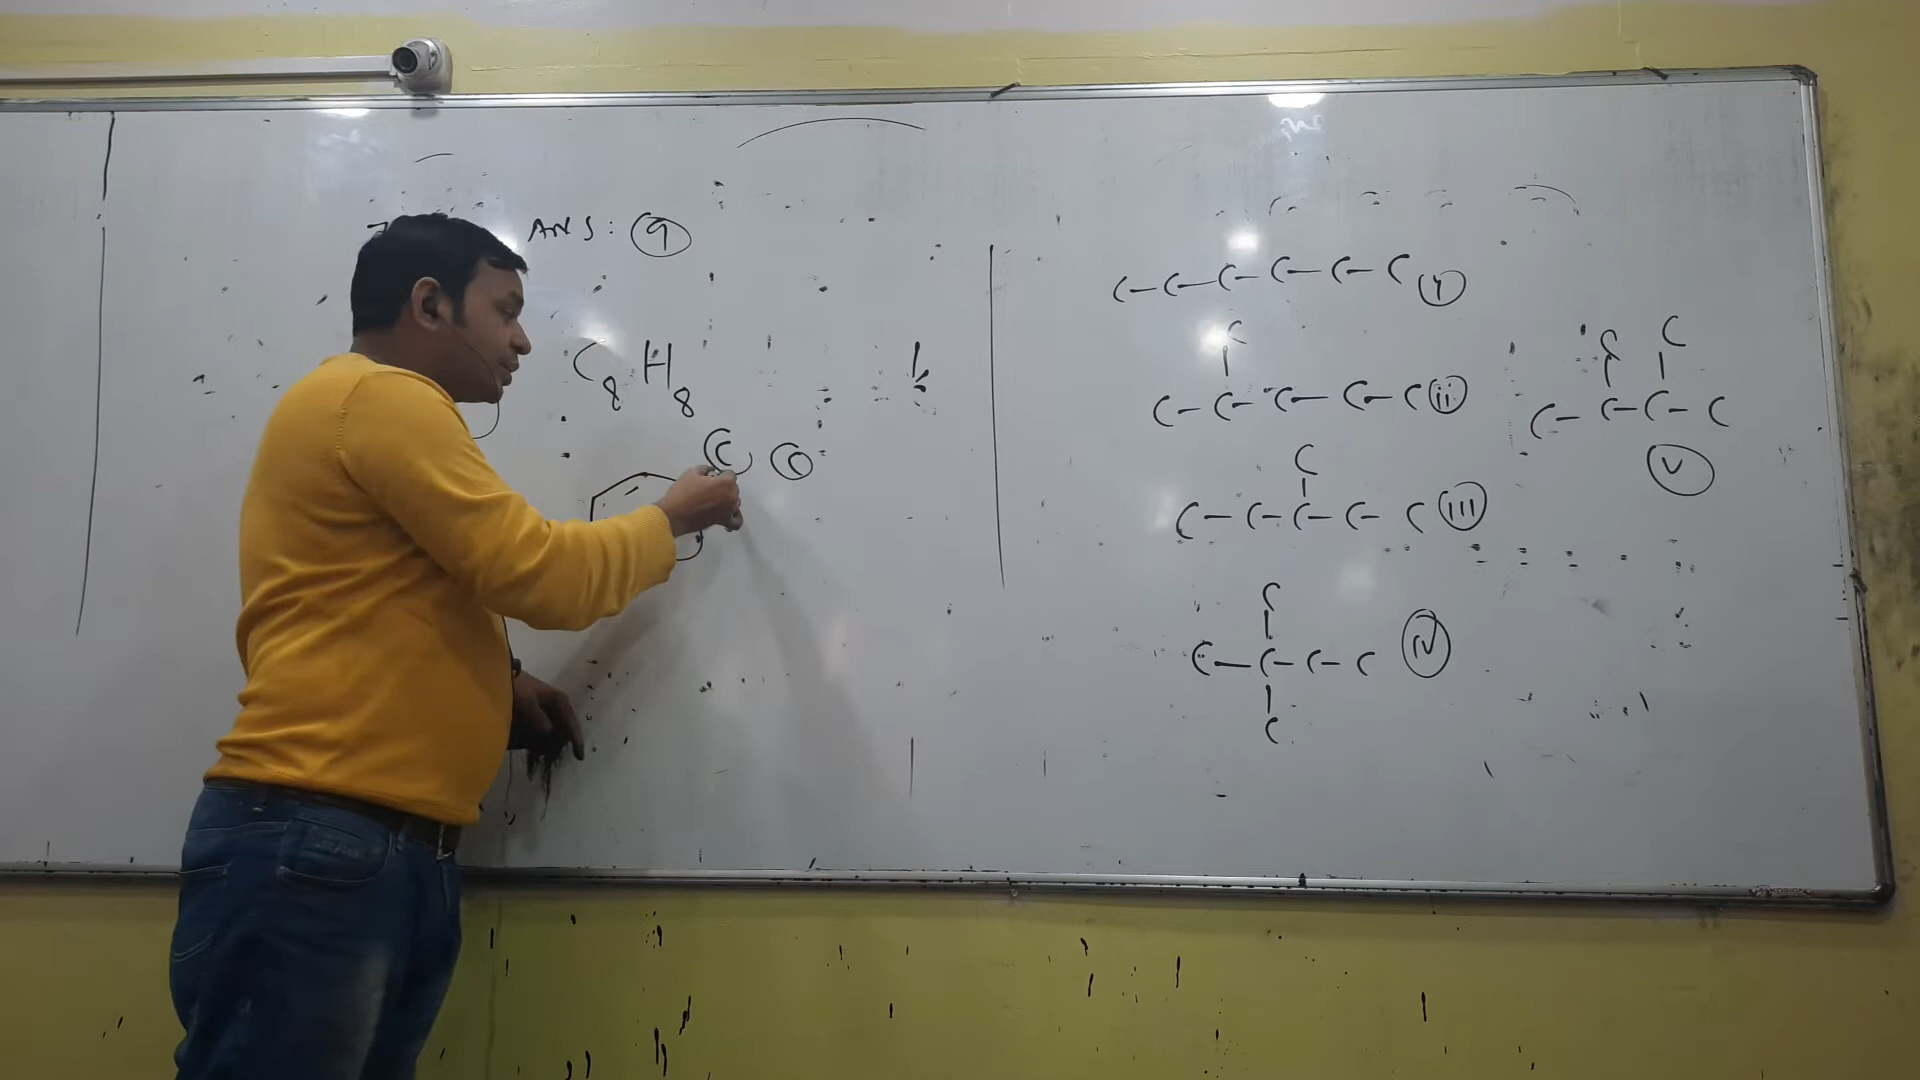 ANS: 9
C8H8
C C
C-C-C-C-C-C i
C
C-C-C-C-C ii
C
C-C-C-C C iii
C
C-C-C-C iv
C
C C
C-C-C-C
v